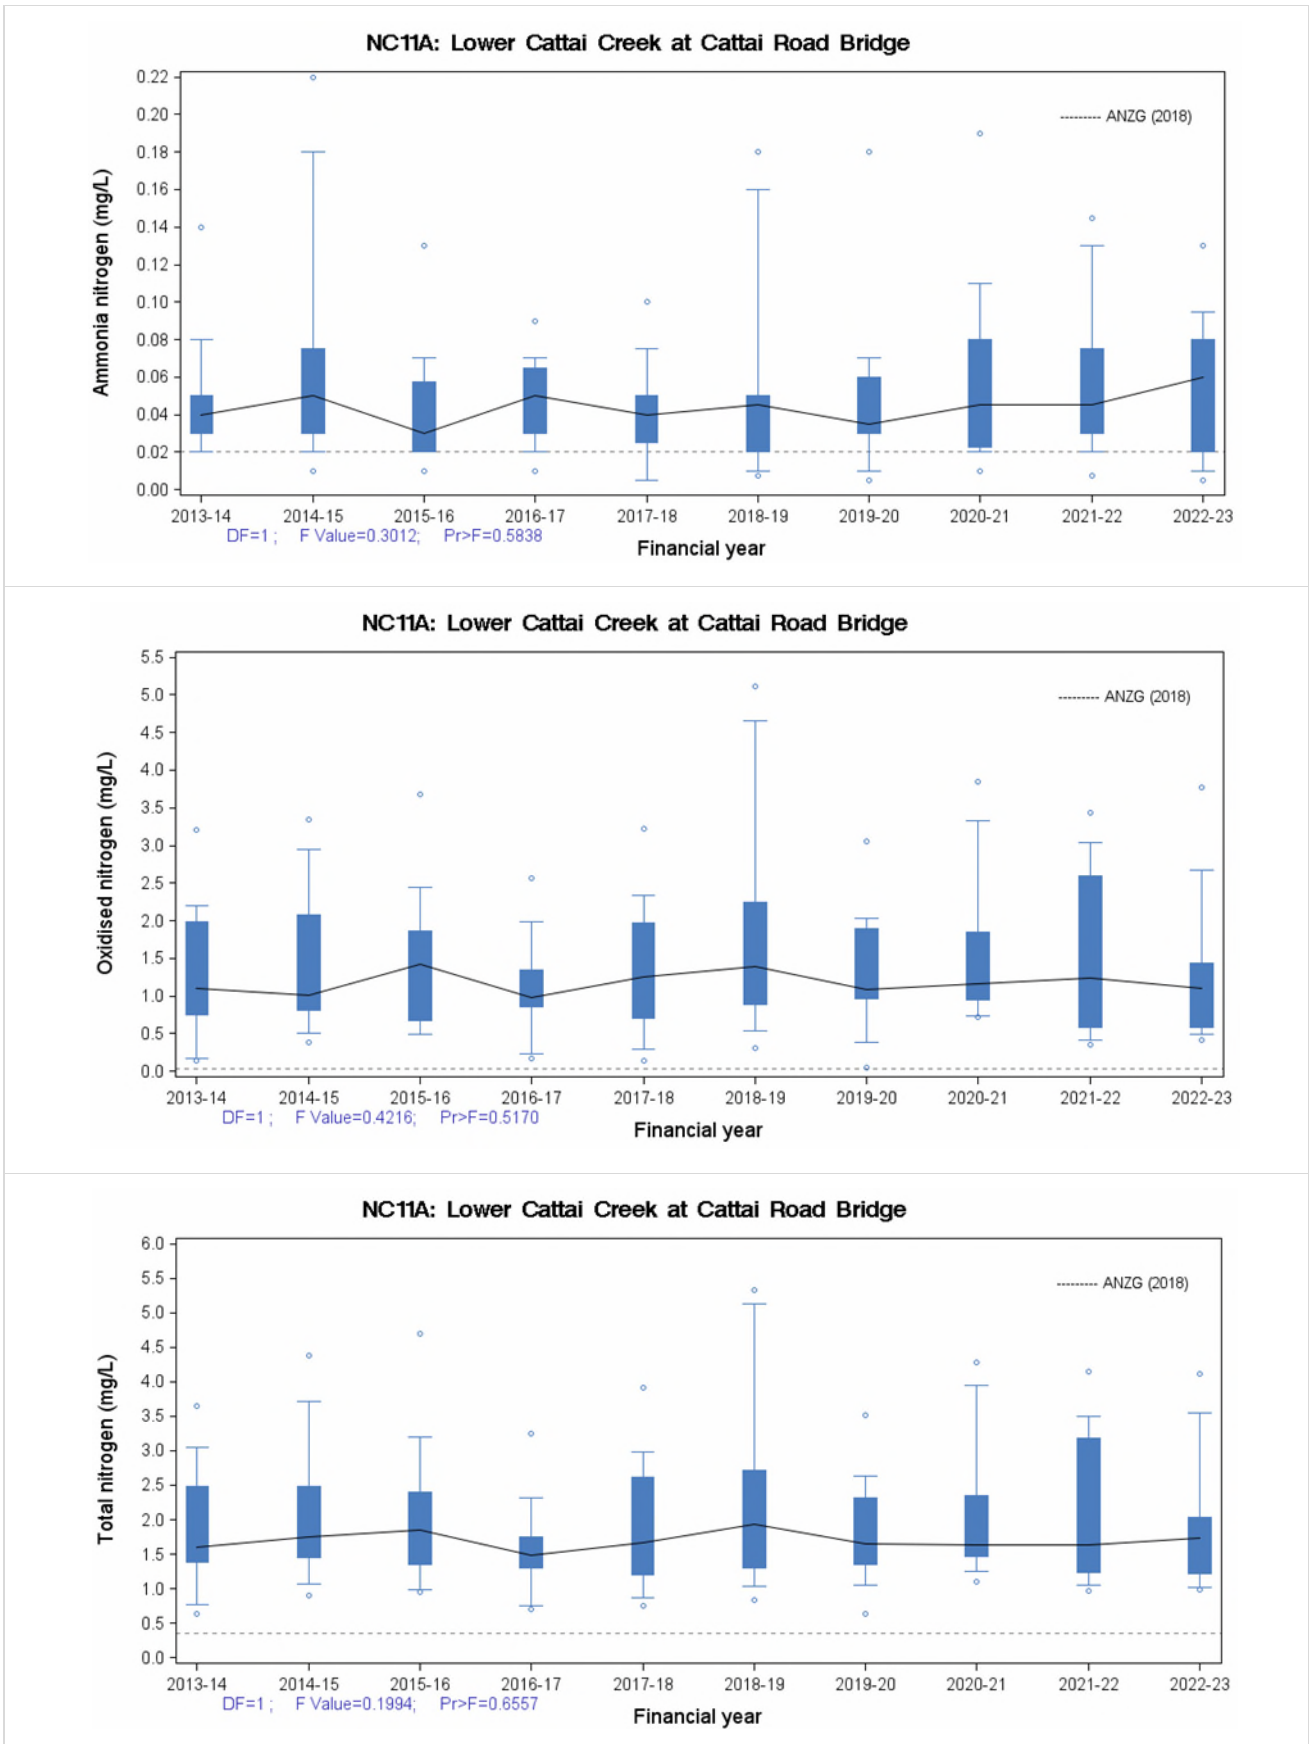 NC11A: Lower Cattai Creek at Cattai Road Bridge
0.22
0.20
ANZG (2018)
0.18
0.16
0.14
0.12
0.10
0.08
0.06
0.04
0.02
0.00
Ammonia nitrogen (mg/L)
2013-14 2014-15 2015-16 2016-17 2017-18 2018-19 2019-20 2020-21 2021-22 2022-23
DF=1 ; F Value=0.3012; Pr>F=0.5838
Financial year
NC11A: Lower Cattai Creek at Cattai Road Bridge
5.5
5.0
ANZG (2018)
4.5
4.0
3.5
3.0
2.5
2.0
1.5
1.0
0.5
0.0
Oxidised nitrogen (mg/L)
2013-14 2014-15 2015-16 2016-17 2017-18 2018-19 2019-20 2020-21 2021-22 2022-23
DF=1 ; F Value=0.4216; Pr>F=0.5170
Financial year
NC11A: Lower Cattai Creek at Cattai Road Bridge
6.0
5.5
ANZG (2018)
5.0
4.5
4.0
3.5
3.0
2.5
2.0
1.5
1.0
0.5
0.0
Total nitrogen (mg/L)
2013-14 2014-15 2015-16 2016-17 2017-18 2018-19 2019-20 2020-21 2021-22 2022-23
DF=1 ; F Value=0.1994; Pr>F=0.6557
Financial year